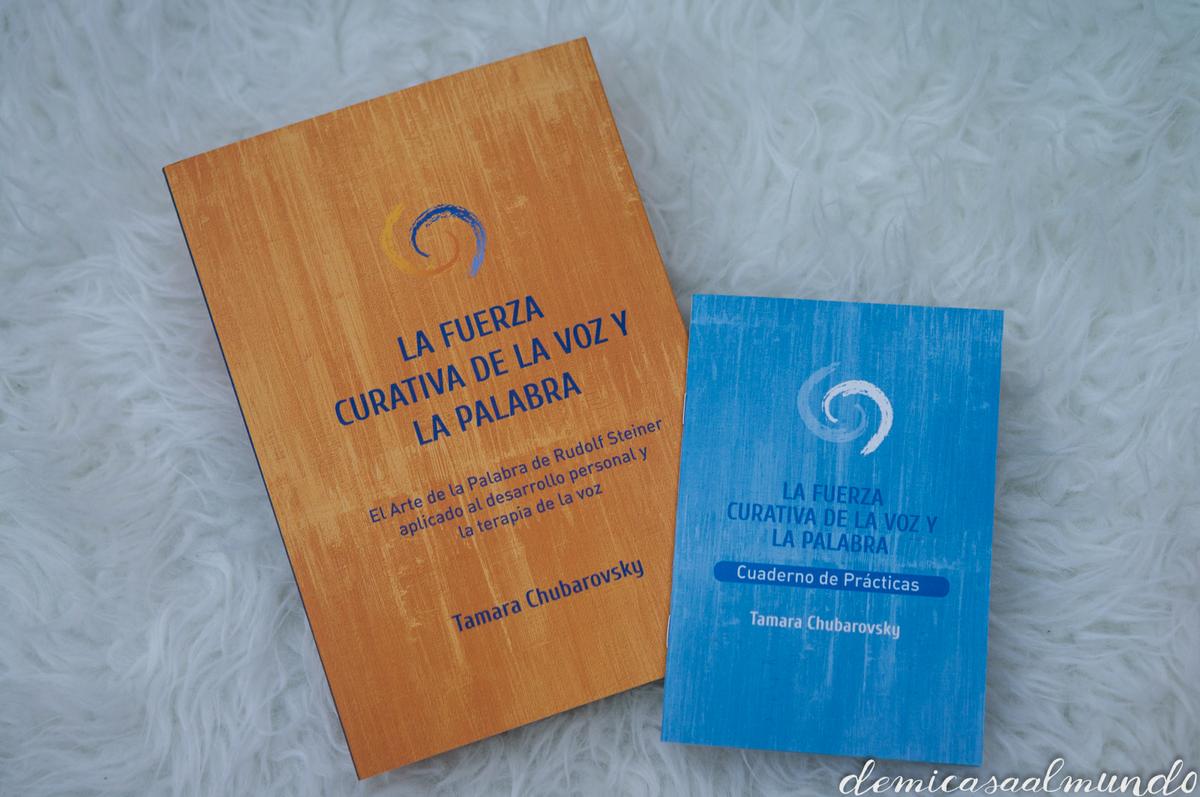 LA FUERZA
CURATIVA DE LA VOZ Y
LA PALABRA
El Arte de la Palabra de Rudolf Steiner
aplicado al desarrollo personal y
la terapia de la voz
Tamara Chubarovsky
LA FUERZA
CURATIVA DE LA VOZ Y
LA PALABRA
Cuaderno de Prácticas
Tamara Chubarovsky
demicasaalmundo